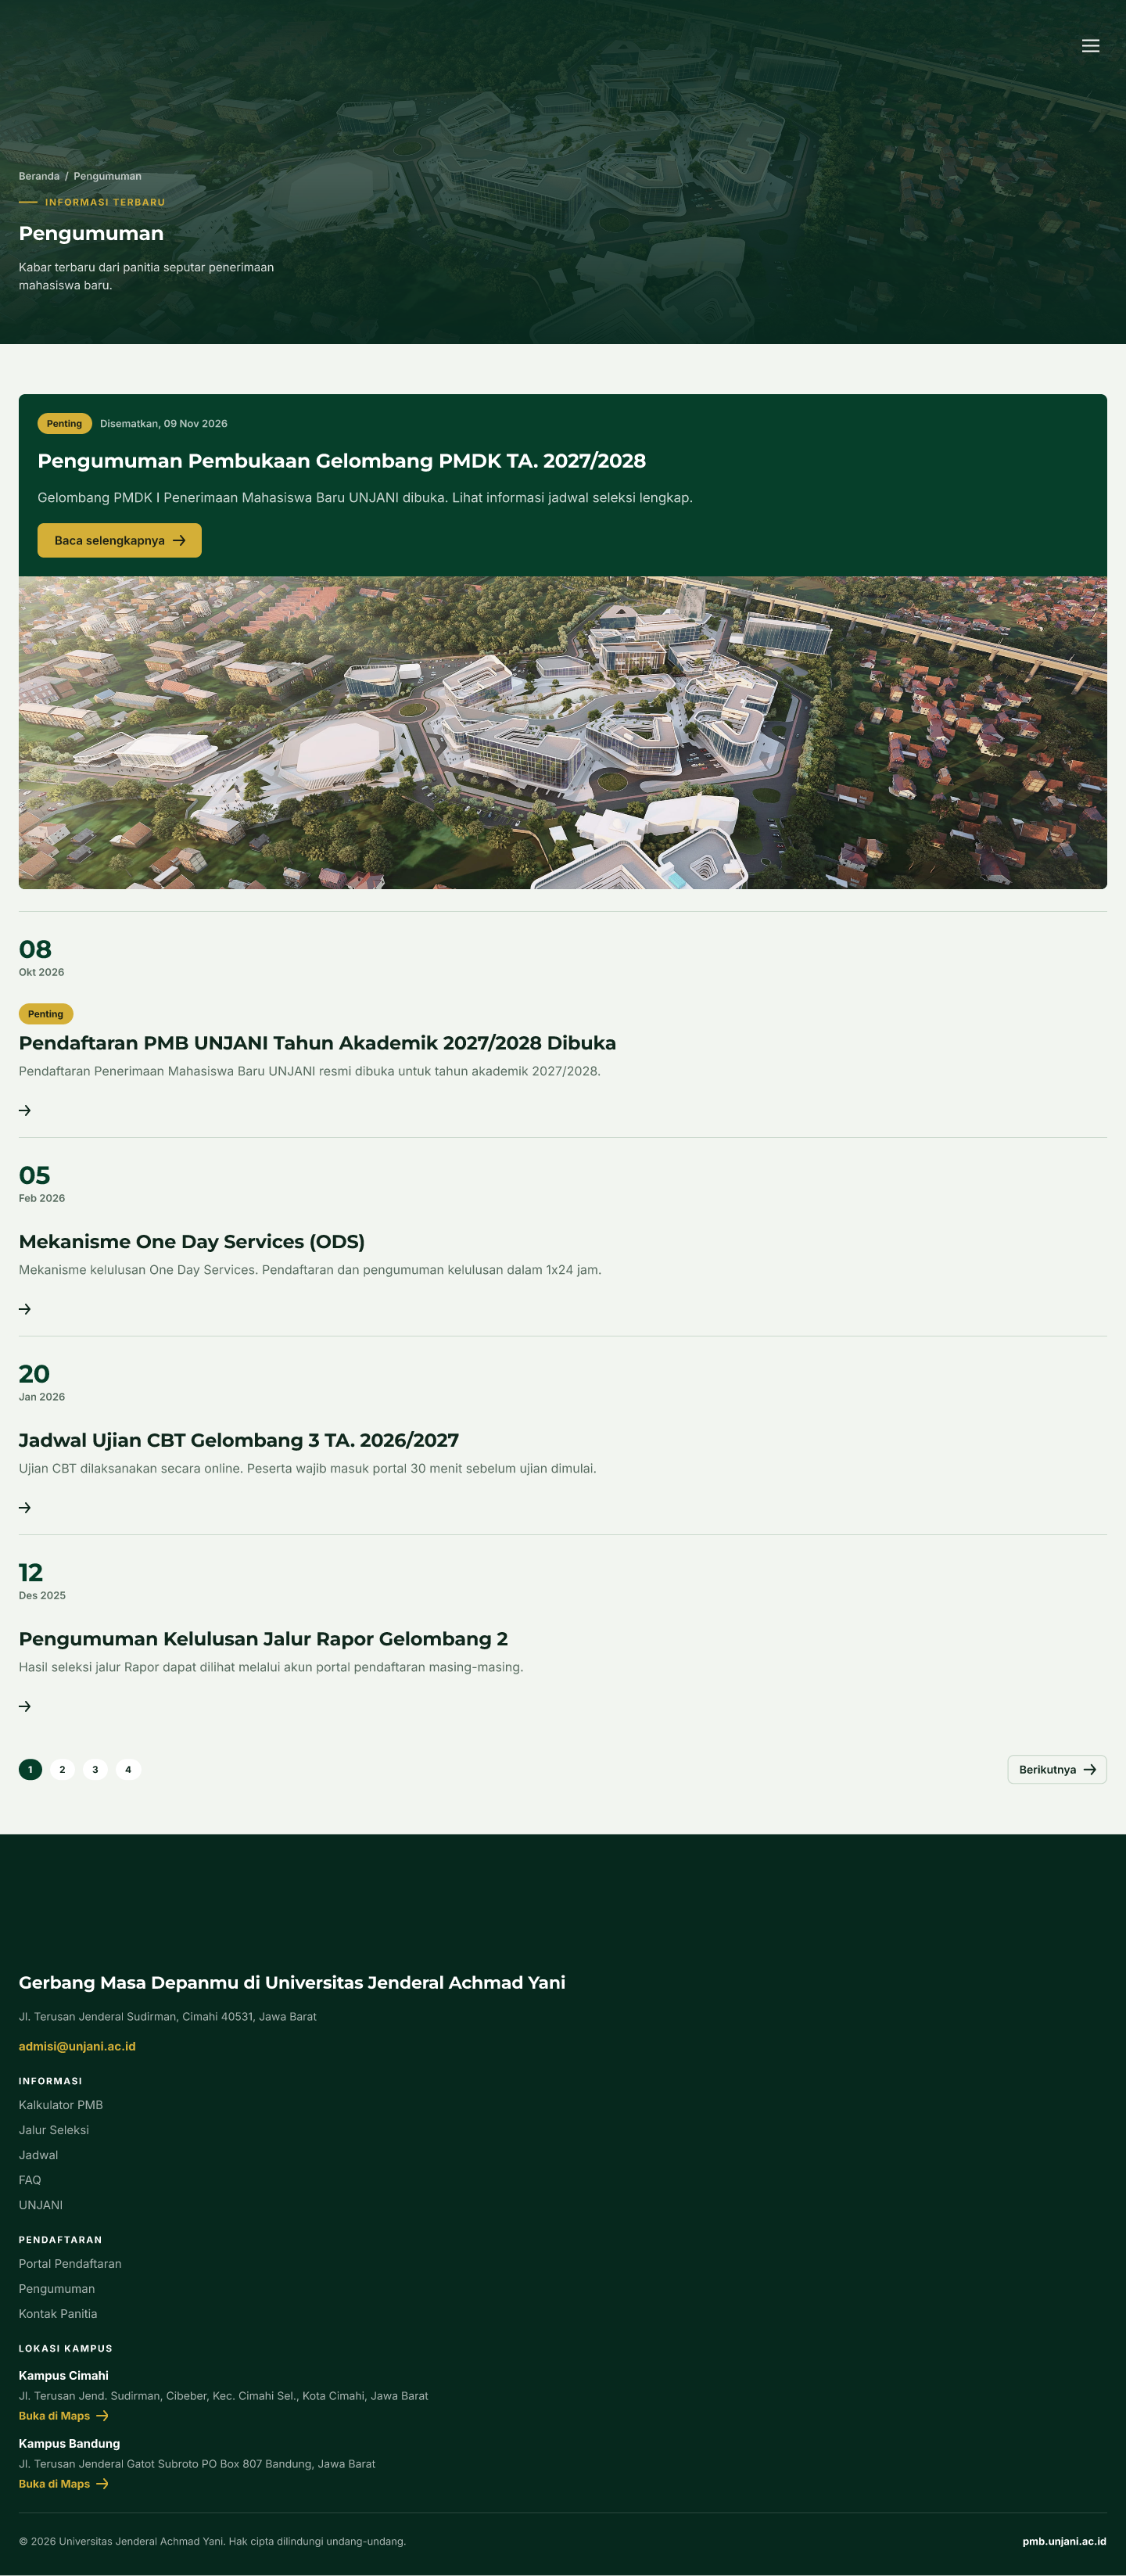 Beranda / Pengumuman
INFORMASI TERBARU
Pengumuman
Kabar terbaru dari panitia seputar penerimaan
mahasiswa baru.
Penting
Disematkan, 09 Nov 2026
Pengumuman Pembukaan Gelombang PMDK TA. 2027/2028
Gelombang PMDK I Penerimaan Mahasiswa Baru UNJANI dibuka. Lihat informasi jadwal seleksi lengkap.
Baca selengkapnya
08
Okt 2026
Penting
Pendaftaran PMB UNJANI Tahun Akademik 2027/2028 Dibuka
Pendaftaran Penerimaan Mahasiswa Baru UNJANI resmi dibuka untuk tahun akademik 2027/2028.
05
Feb 2026
Mekanisme One Day Services (ODS)
Mekanisme kelulusan One Day Services. Pendaftaran dan pengumuman kelulusan dalam 1x24 jam.
20
Jan 2026
Jadwal Ujian CBT Gelombang 3 TA. 2026/2027
Ujian CBT dilaksanakan secara online. Peserta wajib masuk portal 30 menit sebelum ujian dimulai.
12
Des 2025
Pengumuman Kelulusan Jalur Rapor Gelombang 2
Hasil seleksi jalur Rapor dapat dilihat melalui akun portal pendaftaran masing-masing.
1 2 3 4
Berikutnya
Gerbang Masa Depanmu di Universitas Jenderal Achmad Yani
Jl. Terusan Jenderal Sudirman, Cimahi 40531, Jawa Barat
admisi@unjani.ac.id
INFORMASI
Kalkulator PMB
Jalur Seleksi
Jadwal
FAQ
UNJANI
PENDAFTARAN
Portal Pendaftaran
Pengumuman
Kontak Panitia
LOKASI KAMPUS
Kampus Cimahi
Jl. Terusan Jend. Sudirman, Cibeber, Kec. Cimahi Sel., Kota Cimahi, Jawa Barat
Buka di Maps
Kampus Bandung
Jl. Terusan Jenderal Gatot Subroto PO Box 807 Bandung, Jawa Barat
Buka di Maps
© 2026 Universitas Jenderal Achmad Yani. Hak cipta dilindungi undang-undang.
pmb.unjani.ac.id